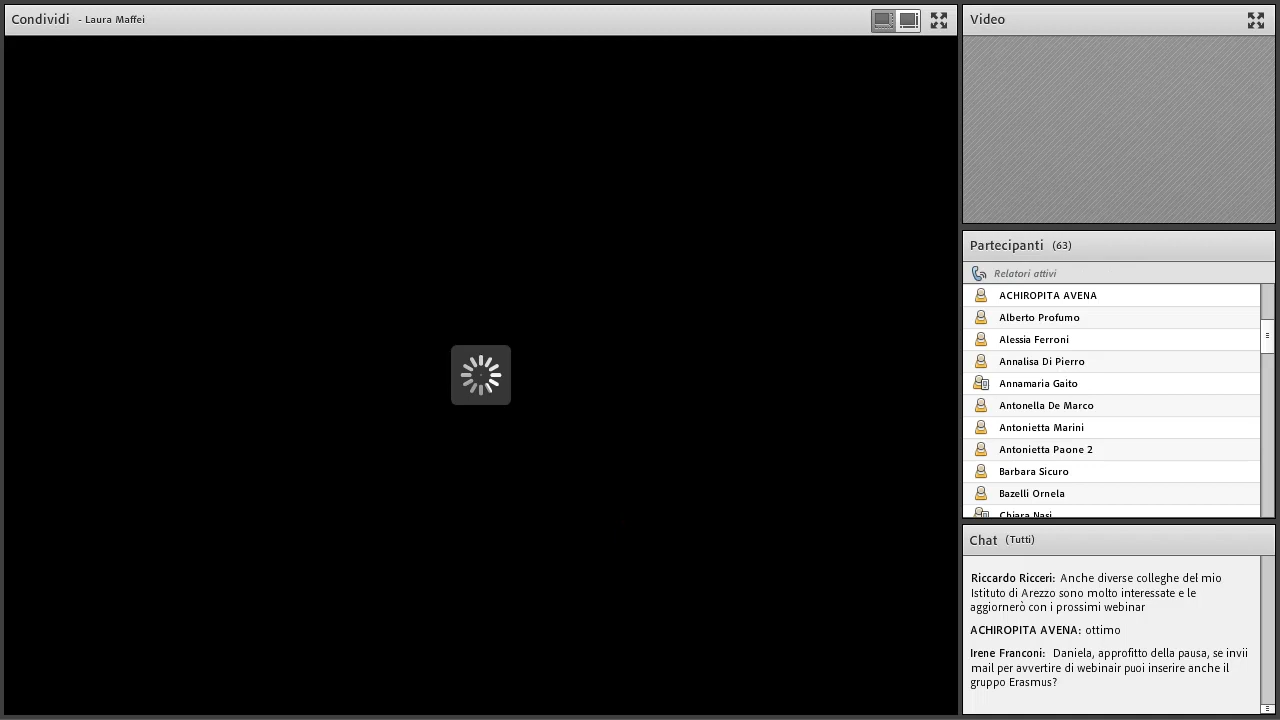 Condividi - Laura Maffei
Video
Partecipanti (63)
Relatori attivi
ACHIROPITA AVENA
Alberto Profumo
Alessia Ferroni
Annalisa Di Pierro
Annamaria Gaito
Antonella De Marco
Antonietta Marini
Antonietta Paone 2
Barbara Sicuro
Bazelli Ornela
Chiara Nasi
Chat (Tutti)
Riccardo Ricceri: Anche diverse colleghe del mio
Istituto di Arezzo sono molto interessate e le
aggiornerò con i prossimi webinar
ACHIROPITA AVENA: ottimo
Irene Franconi: Daniela, approfitto della pausa, se invii
mail per avvertire di webinair puoi inserire anche il
gruppo Erasmus?